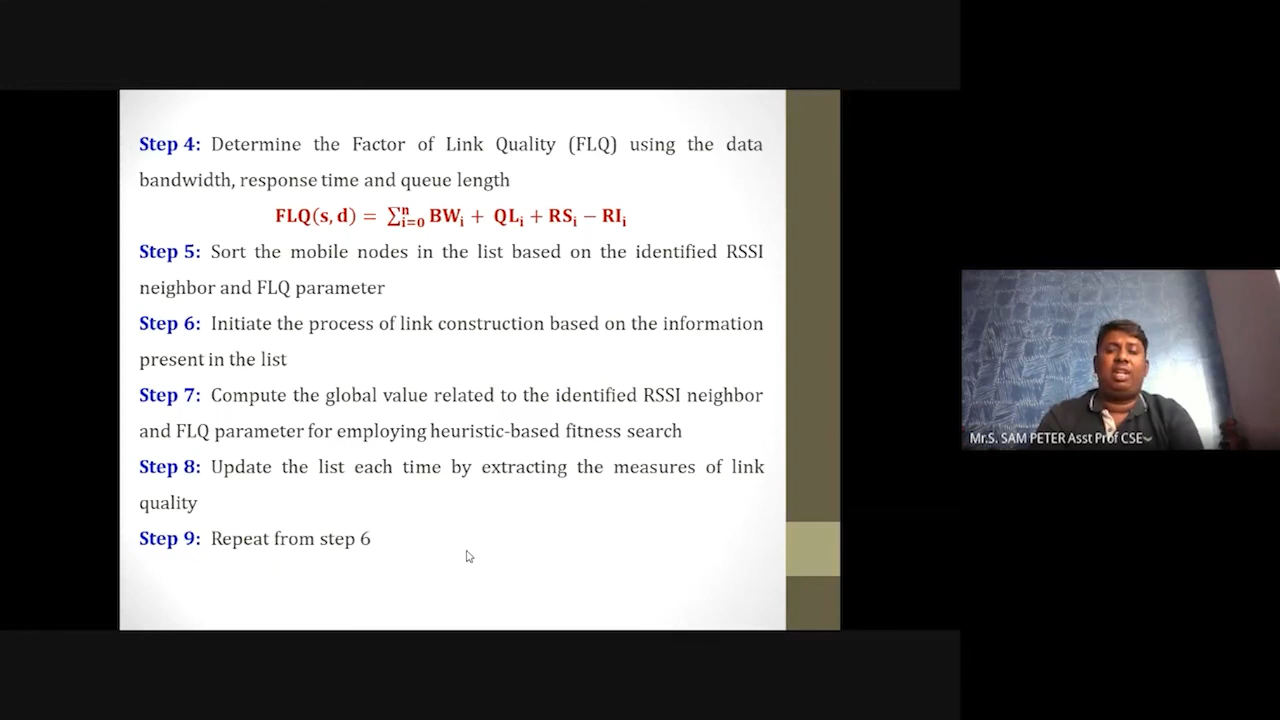 Step 4: Determine the Factor of Link Quality (FLQ) using the data
bandwidth, response time and queue length
FLQ(s, d) = ∑ⁿᵢ₌₀ BWᵢ + QLᵢ + RSᵢ − RIᵢ
Step 5: Sort the mobile nodes in the list based on the identified RSSI
neighbor and FLQ parameter
Step 6: Initiate the process of link construction based on the information
present in the list
Step 7: Compute the global value related to the identified RSSI neighbor
and FLQ parameter for employing heuristic-based fitness search
Step 8: Update the list each time by extracting the measures of link
quality
Step 9: Repeat from step 6
Mr.S. SAM PETER Asst Prof CSE